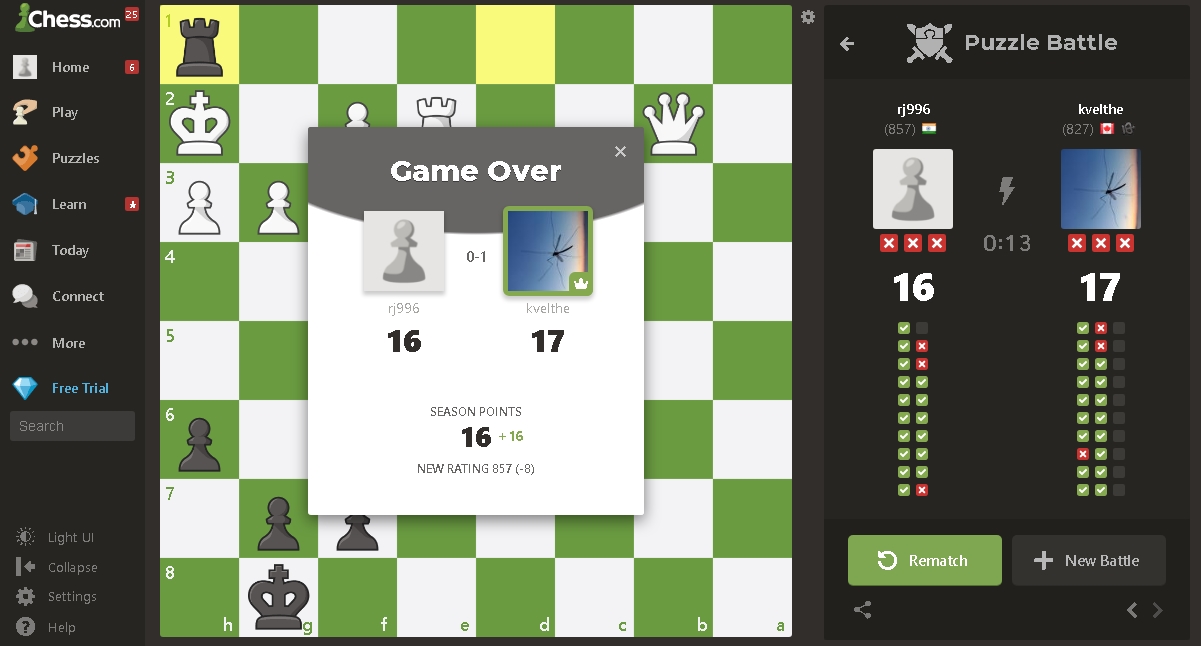 Chess.com 25
Home 6
Play
Puzzles
Learn
Today
Connect
More
Free Trial
Search
Light UI
Collapse
Settings
Help
1
2
3
4
5
6
7
8
h g f e d c b a
Game Over
0-1
rj996 kvelthe
16 17
SEASON POINTS
16 +16
NEW RATING 857 (-8)
Puzzle Battle
rj996 kvelthe
(857) (827)
0:13
16 17
Rematch New Battle